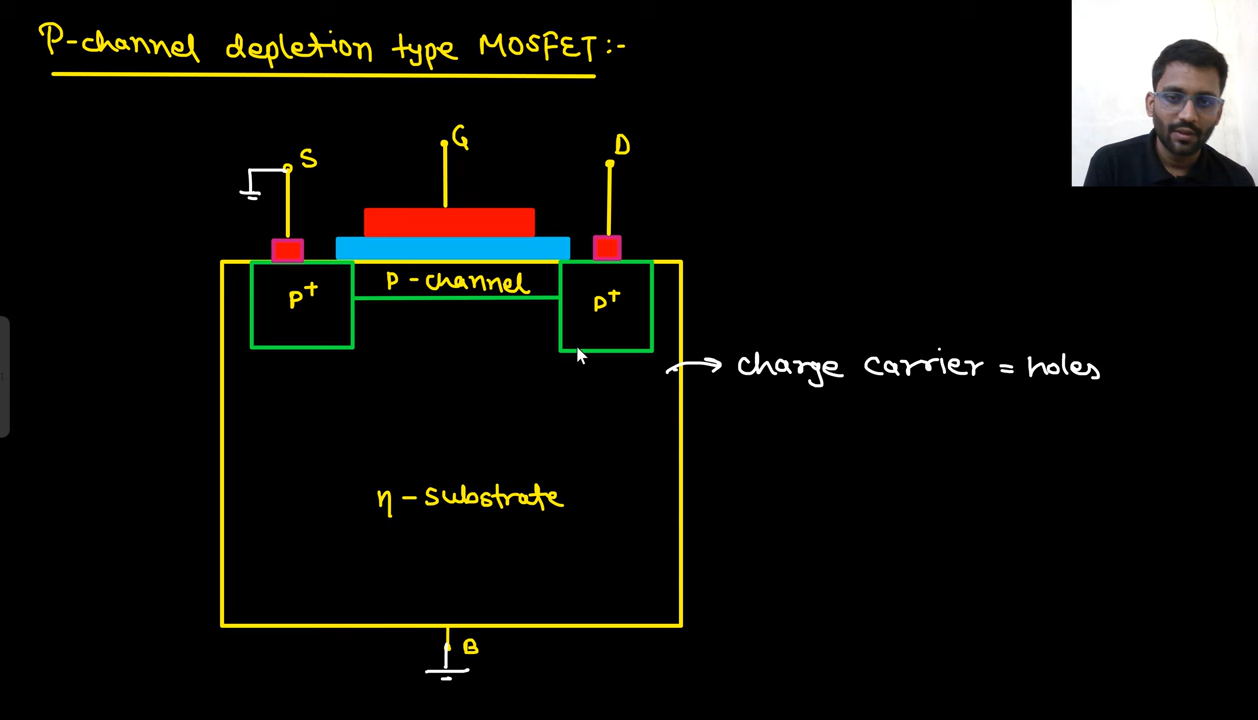 P-channel depletion type MOSFET:-
S
G
D
P+
P-channel
P+
charge carrier = holes
η-substrate
B